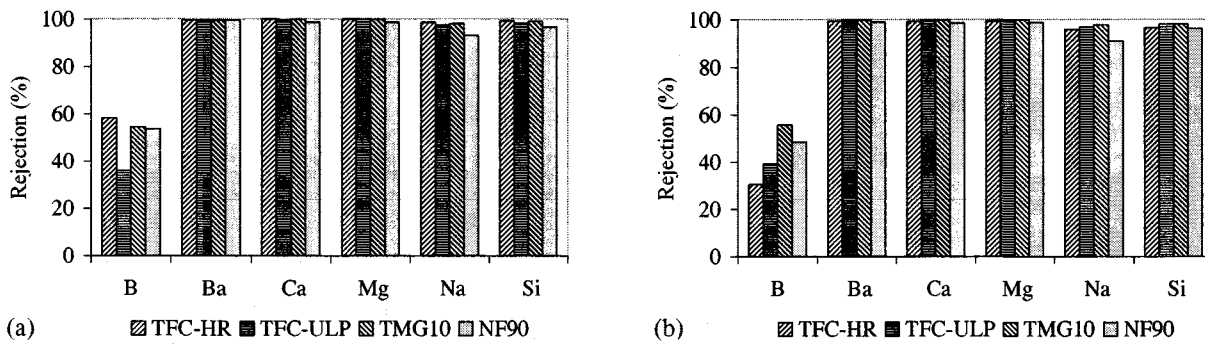 100
80
60
40
20
0
Rejection (%)
B Ba Ca Mg Na Si
(a)
TFC-HR TFC-ULP TMG10 NF90
100
80
60
40
20
0
Rejection (%)
B Ba Ca Mg Na Si
(b)
TFC-HR TFC-ULP TMG10 NF90